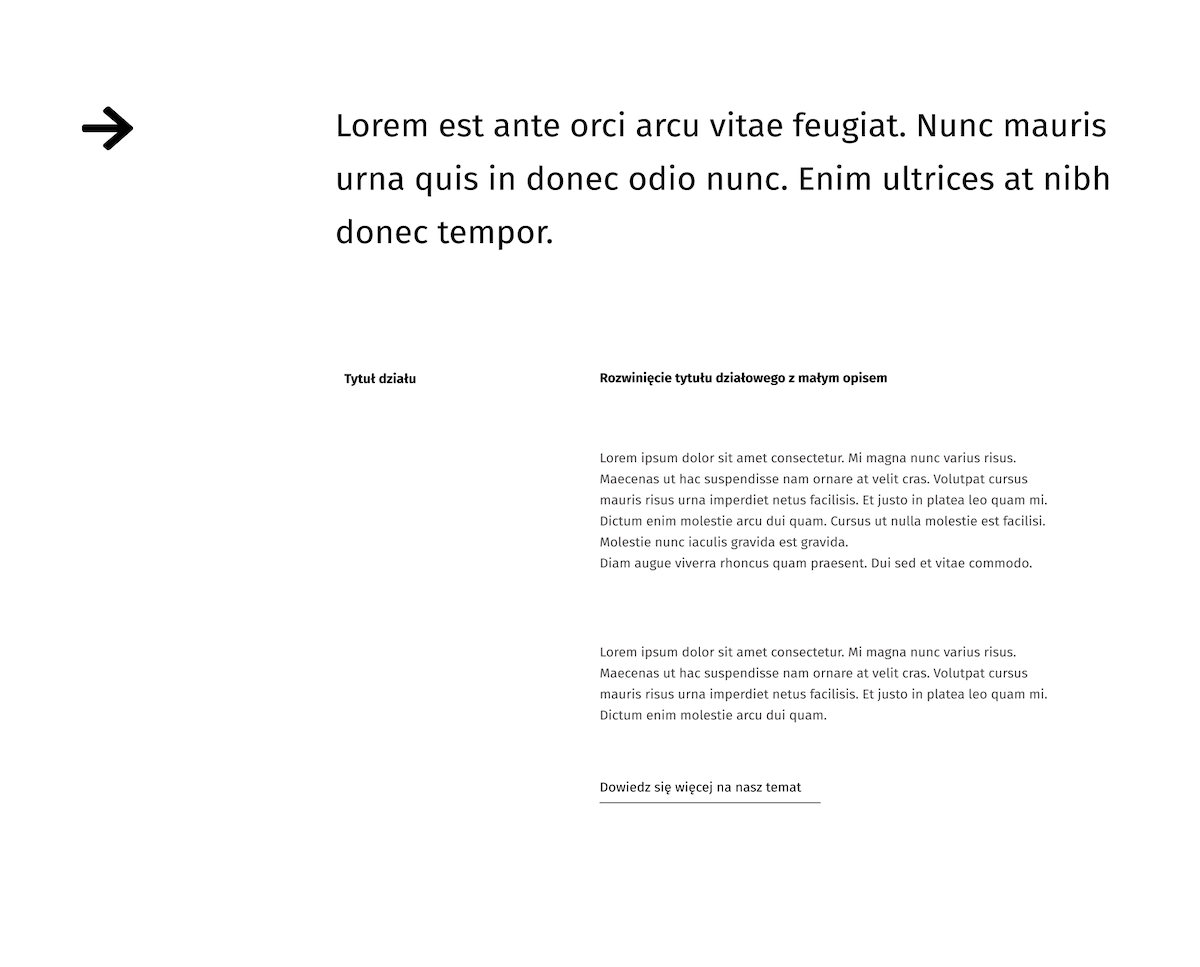 Lorem est ante orci arcu vitae feugiat. Nunc mauris
urna quis in donec odio nunc. Enim ultrices at nibh
donec tempor.
Tytuł działu
Rozwinięcie tytułu działowego z małym opisem
Lorem ipsum dolor sit amet consectetur. Mi magna nunc varius risus.
Maecenas ut hac suspendisse nam ornare at velit cras. Volutpat cursus
mauris risus urna imperdiet netus facilisis. Et justo in platea leo quam mi.
Dictum enim molestie arcu dui quam. Cursus ut nulla molestie est facilisi.
Molestie nunc iaculis gravida est gravida.
Diam augue viverra rhoncus quam praesent. Dui sed et vitae commodo.
Lorem ipsum dolor sit amet consectetur. Mi magna nunc varius risus.
Maecenas ut hac suspendisse nam ornare at velit cras. Volutpat cursus
mauris risus urna imperdiet netus facilisis. Et justo in platea leo quam mi.
Dictum enim molestie arcu dui quam.
Dowiedz się więcej na nasz temat